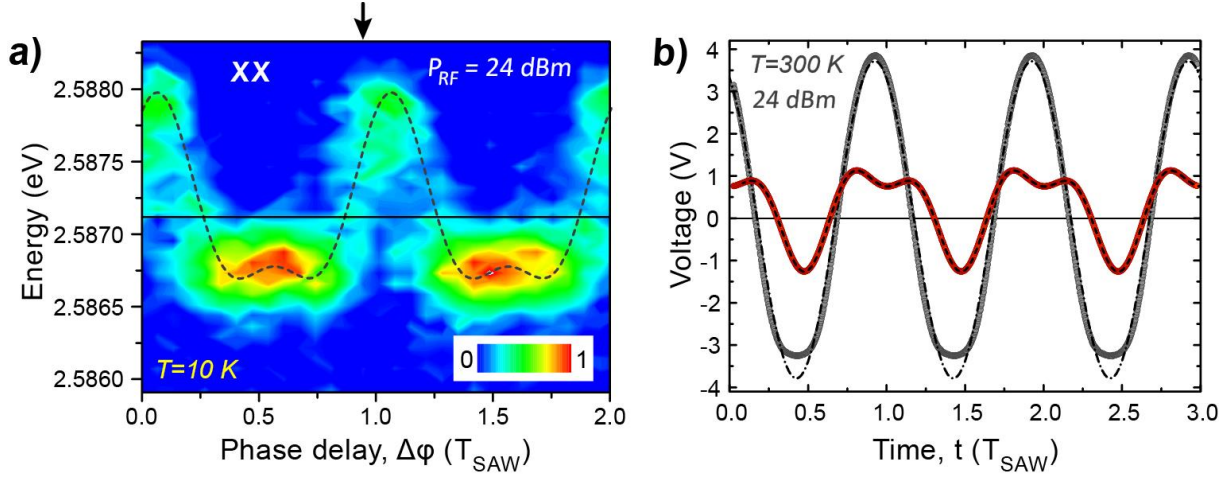 a)
XX
P_RF = 24 dBm
2.5880
2.5875
2.5870
2.5865
2.5860
Energy (eV)
T=10 K
0 1
0.0 0.5 1.0 1.5 2.0
Phase delay, Δφ (T_SAW)
b)
T=300 K
24 dBm
4
3
2
1
0
-1
-2
-3
-4
Voltage (V)
0.0 0.5 1.0 1.5 2.0 2.5 3.0
Time, t (T_SAW)